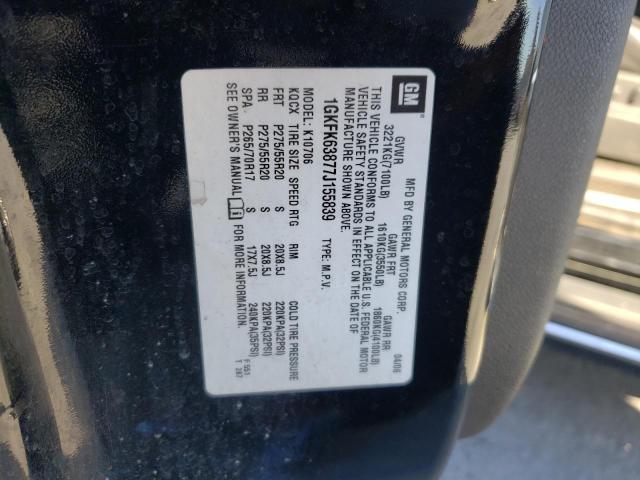 GM
MFD BY GENERAL MOTORS CORP. 04/06
GVWR GAWR FRT GAWR RR
3221KG(7100LB) 1610KG(3550LB) 1860KG(4100LB)
THIS VEHICLE CONFORMS TO ALL APPLICABLE U.S. FEDERAL MOTOR
VEHICLE SAFETY STANDARDS IN EFFECT ON THE DATE OF
MANUFACTURE SHOWN ABOVE.
1GKFK63877J155839 TYPE: M.P.V.
MODEL: K10706
KOCX TIRE SIZE SPEED RTG RIM COLD TIRE PRESSURE
FRT P275/55R20 S 20X8.5J 220KPA(32PSI)
RR P275/55R20 S 20X8.5J 220KPA(32PSI)
SPA P265/70R17 S 17X7.5J 240KPA(35PSI)
SEE OWNER'S MANUAL FOR MORE INFORMATION.
F 551
T 287